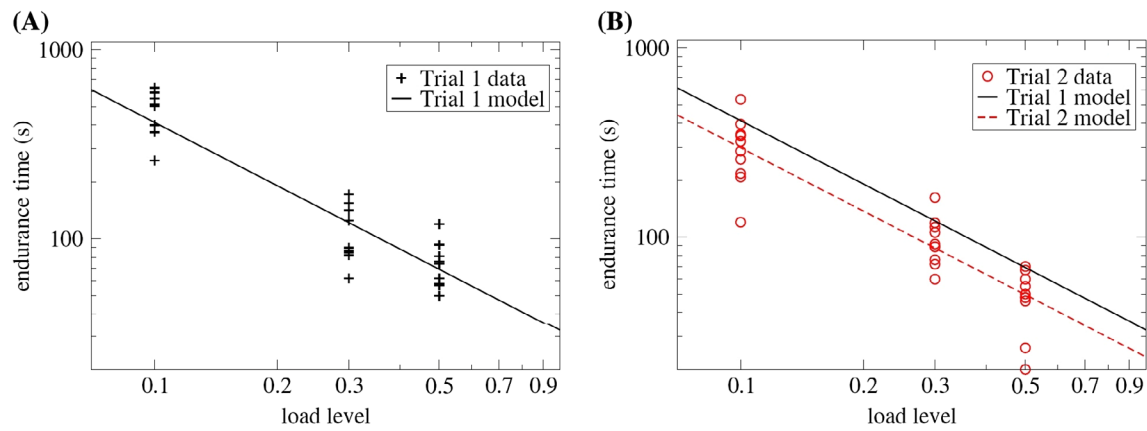 (A)
1000
100
endurance time (s)
Trial 1 data
Trial 1 model
0.1 0.2 0.3 0.5 0.7 0.9
load level
(B)
1000
100
endurance time (s)
Trial 2 data
Trial 1 model
Trial 2 model
0.1 0.2 0.3 0.5 0.7 0.9
load level